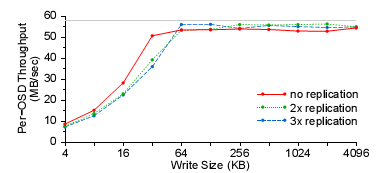 60
50
40
30
20
10
0
Per−OSD Throughput
(MB/sec)
no replication
2x replication
3x replication
4 16 64 256 1024 4096
Write Size (KB)